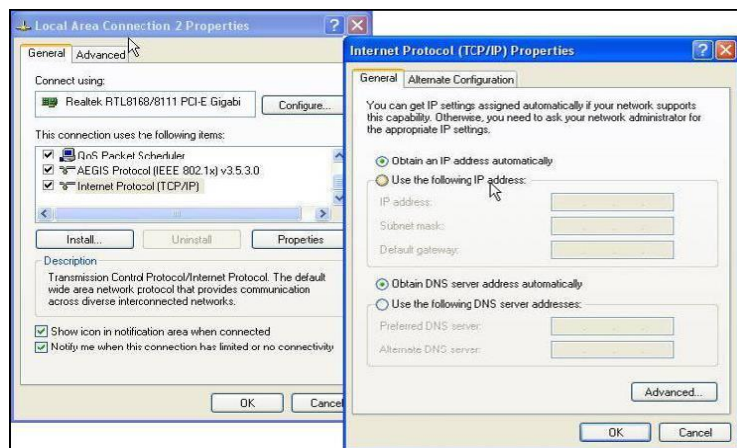 Local Area Connection 2 Properties
General
Advanced
Connect using:
Realtek RTL8168/8111 PCI-E Gigabi
Configure...
This connection uses the following items:
QoS Packet Scheduler
AEGIS Protocol (IEEE 802.1x) v3.5.3.0
Internet Protocol (TCP/IP)
Install...
Uninstall
Properties
Description
Transmission Control Protocol/Internet Protocol. The default
wide area network protocol that provides communication
across diverse interconnected networks.
Show icon in notification area when connected
Notify me when this connection has limited or no connectivity
OK
Cancel
Internet Protocol (TCP/IP) Properties
General
Alternate Configuration
You can get IP settings assigned automatically if your network supports
this capability. Otherwise, you need to ask your network administrator for
the appropriate IP settings.
Obtain an IP address automatically
Use the following IP address:
IP address:
Subnet mask:
Default gateway:
Obtain DNS server address automatically
Use the following DNS server addresses:
Preferred DNS server:
Alternate DNS server:
Advanced...
OK
Cancel